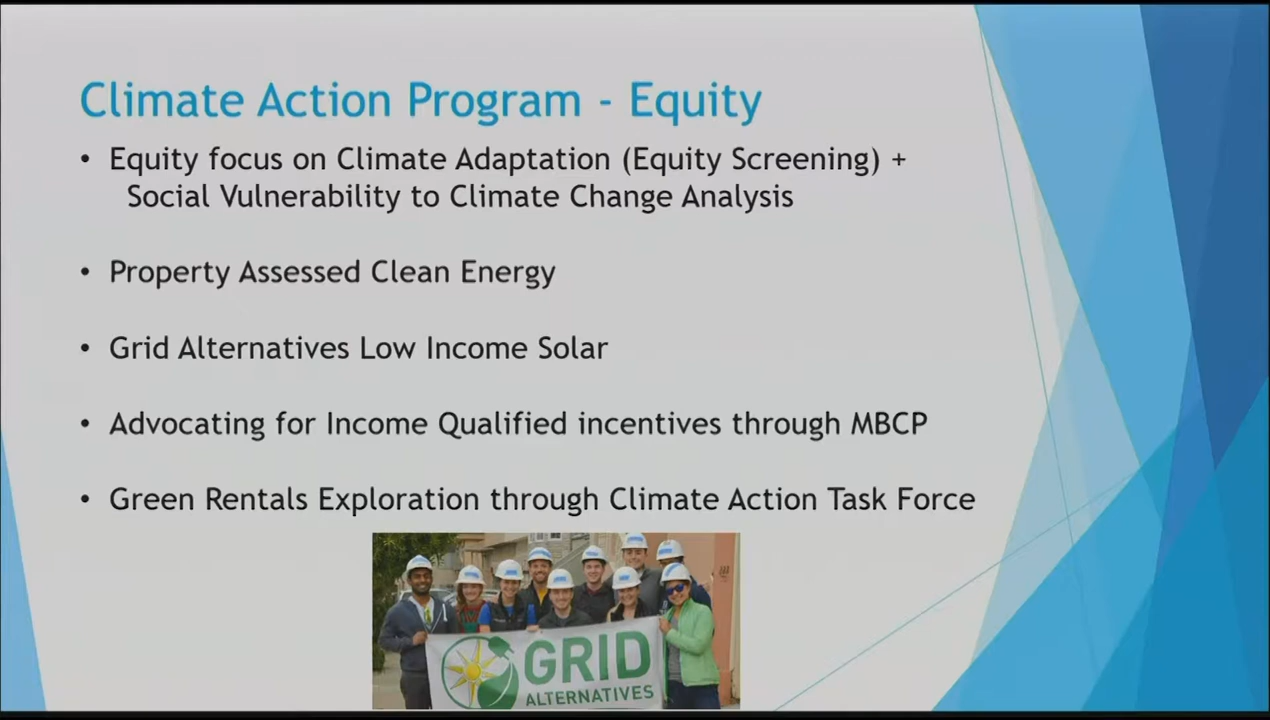 Climate Action Program - Equity
• Equity focus on Climate Adaptation (Equity Screening) +
Social Vulnerability to Climate Change Analysis
• Property Assessed Clean Energy
• Grid Alternatives Low Income Solar
• Advocating for Income Qualified incentives through MBCP
• Green Rentals Exploration through Climate Action Task Force
GRID
ALTERNATIVES